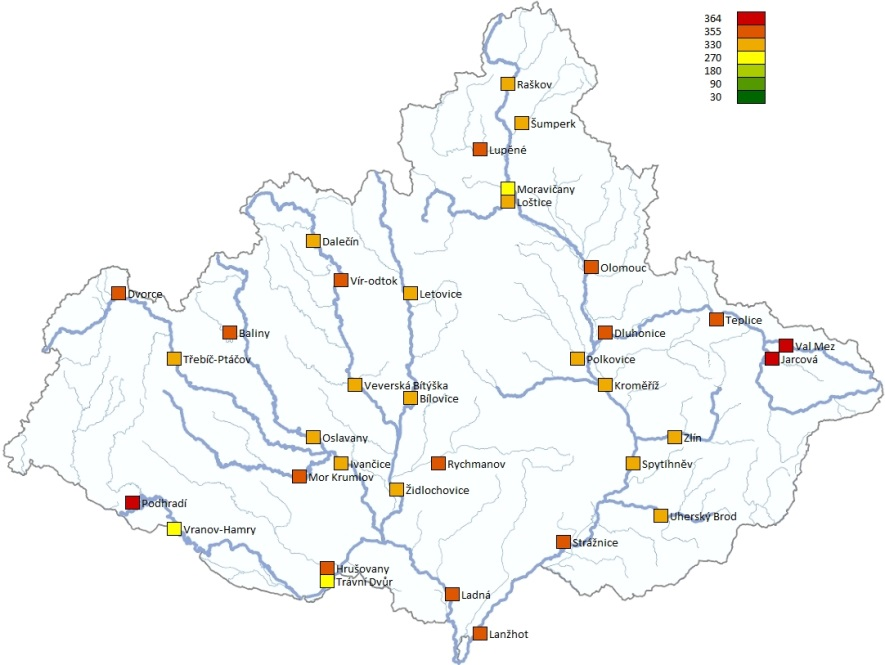 364
355
330
270
180
90
30
Raškov
Šumperk
Lupěné
Moravičany
Loštice
Dalečín
Olomouc
Vír-odtok
Dvorce
Letovice
Teplice
Baliny
Dluhonice
Val Mez
Třebíč-Ptáčov
Polkovice
Jarcová
Veverská Bítýška
Kroměříž
Bílovice
Oslavany
Zlín
Ivančice
Rychmanov
Spytihněv
Mor Krumlov
Židlochovice
Podhradí
Uherský Brod
Vranov-Hamry
Strážnice
Hrušovany
Travní Dvůr
Ladná
Lanžhot